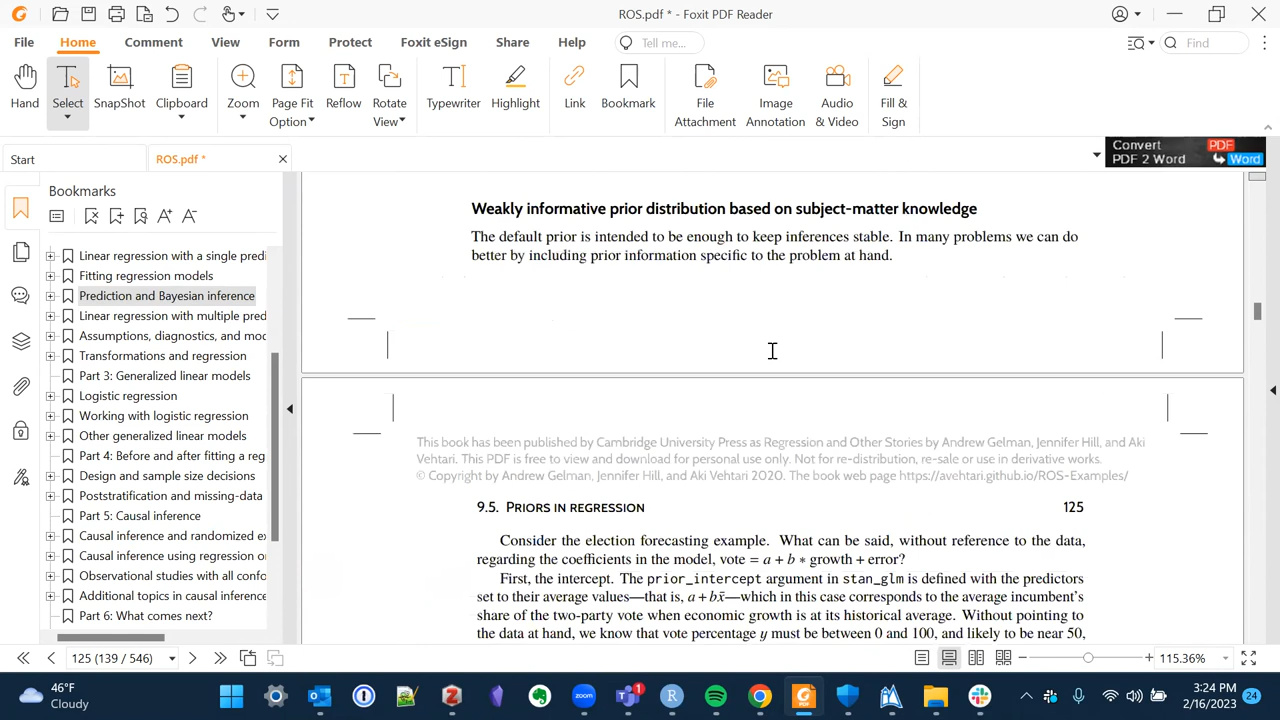 ROS.pdf * - Foxit PDF Reader
File Home Comment View Form Protect Foxit eSign Share Help Tell me... Find
Hand Select SnapShot Clipboard Zoom Page Fit Option Reflow Rotate View Typewriter Highlight Link Bookmark File Attachment Image Annotation Audio & Video Fill & Sign
Start ROS.pdf *
Convert PDF
PDF 2 Word Word
Bookmarks
Linear regression with a single predi
Fitting regression models
Prediction and Bayesian inference
Linear regression with multiple pred
Assumptions, diagnostics, and mod
Transformations and regression
Part 3: Generalized linear models
Logistic regression
Working with logistic regression
Other generalized linear models
Part 4: Before and after fitting a reg
Design and sample size decisions
Poststratification and missing-data
Part 5: Causal inference
Causal inference and randomized ex
Causal inference using regression or
Observational studies with all confo
Additional topics in causal inference
Part 6: What comes next?
Weakly informative prior distribution based on subject-matter knowledge
The default prior is intended to be enough to keep inferences stable. In many problems we can do
better by including prior information specific to the problem at hand.
This book has been published by Cambridge University Press as Regression and Other Stories by Andrew Gelman, Jennifer Hill, and Aki
Vehtari. This PDF is free to view and download for personal use only. Not for re-distribution, re-sale or use in derivative works.
© Copyright by Andrew Gelman, Jennifer Hill, and Aki Vehtari 2020. The book web page https://avehtari.github.io/ROS-Examples/
9.5. PRIORS IN REGRESSION 125
Consider the election forecasting example. What can be said, without reference to the data,
regarding the coefficients in the model, vote = a + b * growth + error?
First, the intercept. The prior_intercept argument in stan_glm is defined with the predictors
set to their average values—that is, a + bx̄—which in this case corresponds to the average incumbent's
share of the two-party vote when economic growth is at its historical average. Without pointing to
the data at hand, we know that vote percentage y must be between 0 and 100, and likely to be near 50,
125 (139 / 546) 115.36%
46°F
Cloudy
zoom
1
3:24 PM
2/16/2023
24